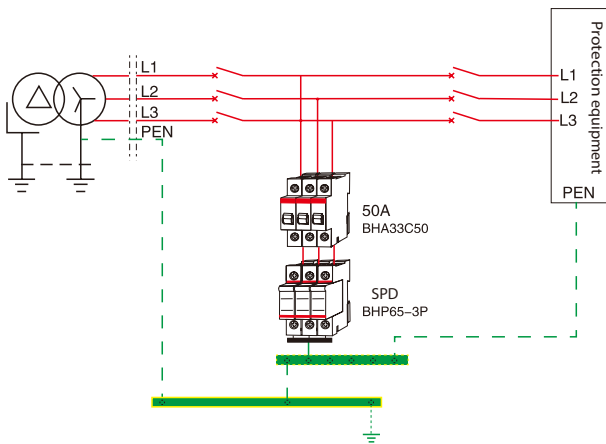 L1
L2
L3
PEN
50A
BHA33C50
SPD
BHP65-3P
Protection equipment
L1
L2
L3
PEN